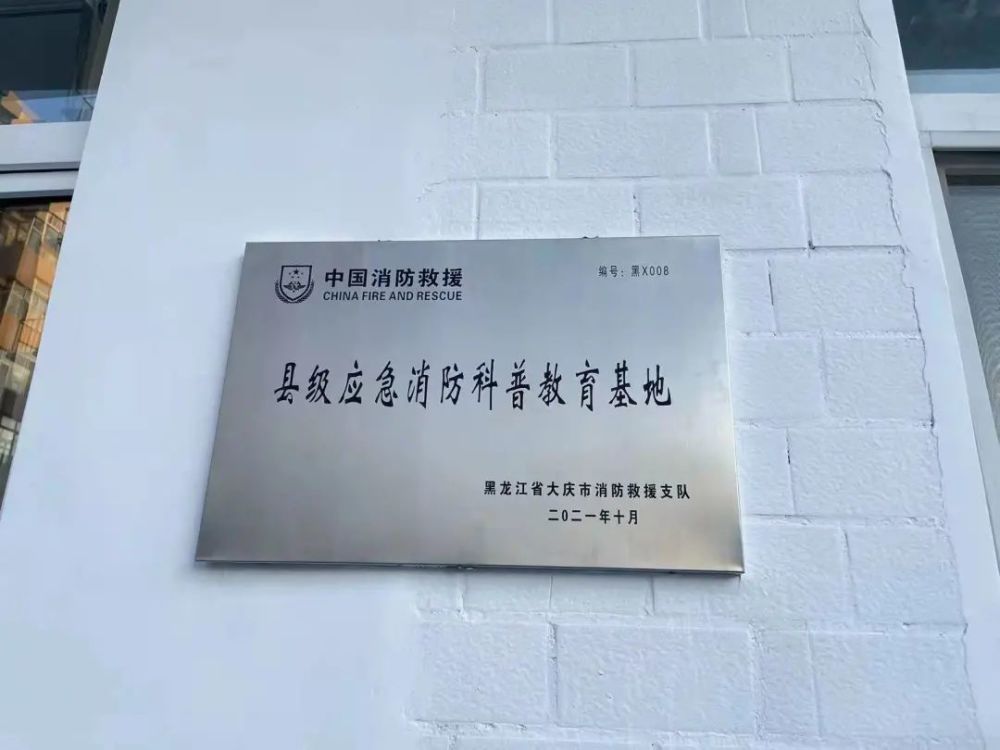 中国消防救援
CHINA FIRE AND RESCUE
编号：黑X008
县级应急消防科普教育基地
黑龙江省大庆市消防救援支队
二〇二一年十月